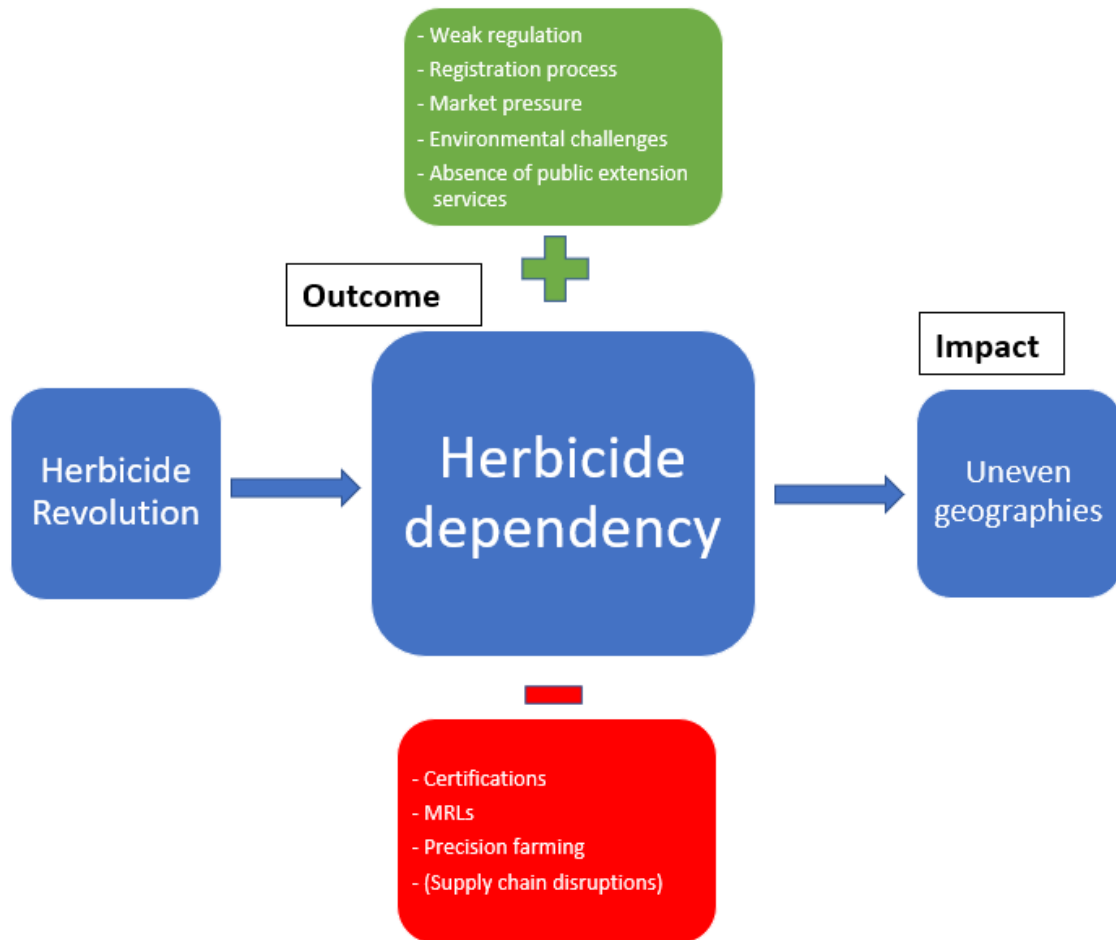 - Weak regulation
- Registration process
- Market pressure
- Environmental challenges
- Absence of public extension
services
Outcome
Impact
Herbicide
Revolution
Herbicide
dependency
Uneven
geographies
- Certifications
- MRLs
- Precision farming
- (Supply chain disruptions)